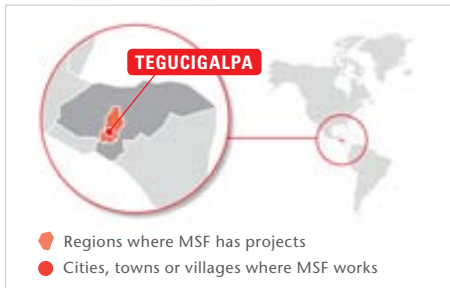 TEGUCIGALPA
Regions where MSF has projects
Cities, towns or villages where MSF works